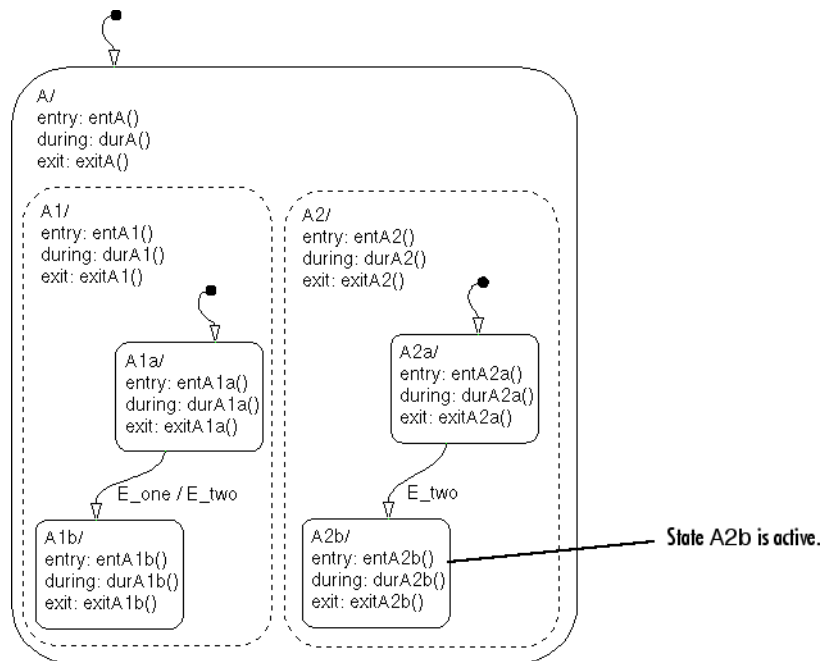 A/
entry: entA()
during: durA()
exit: exitA()
A1/
entry: entA1()
during: durA1()
exit: exitA1()
A2/
entry: entA2()
during: durA2()
exit: exitA2()
A1a/
entry: entA1a()
during: durA1a()
exit: exitA1a()
A2a/
entry: entA2a()
during: durA2a()
exit: exitA2a()
E_one / E_two
E_two
A1b/
entry: entA1b()
during: durA1b()
exit: exitA1b()
A2b/
entry: entA2b()
during: durA2b()
exit: exitA2b()
State A2b is active.